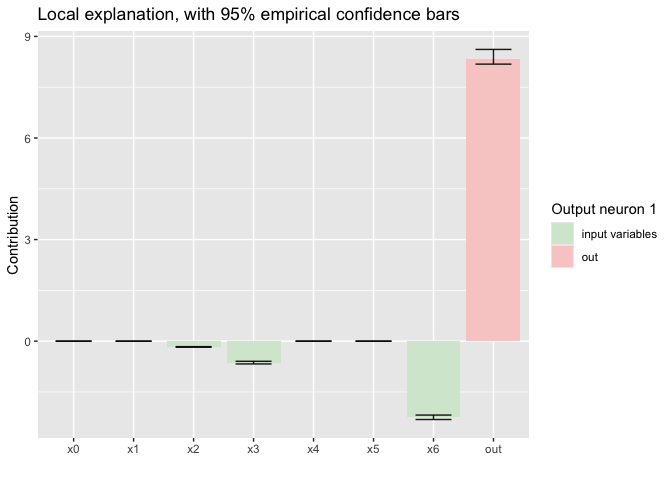 Local explanation, with 95% empirical confidence bars
9
6
3
0
Contribution
x0 x1 x2 x3 x4 x5 x6 out
Output neuron 1
input variables
out